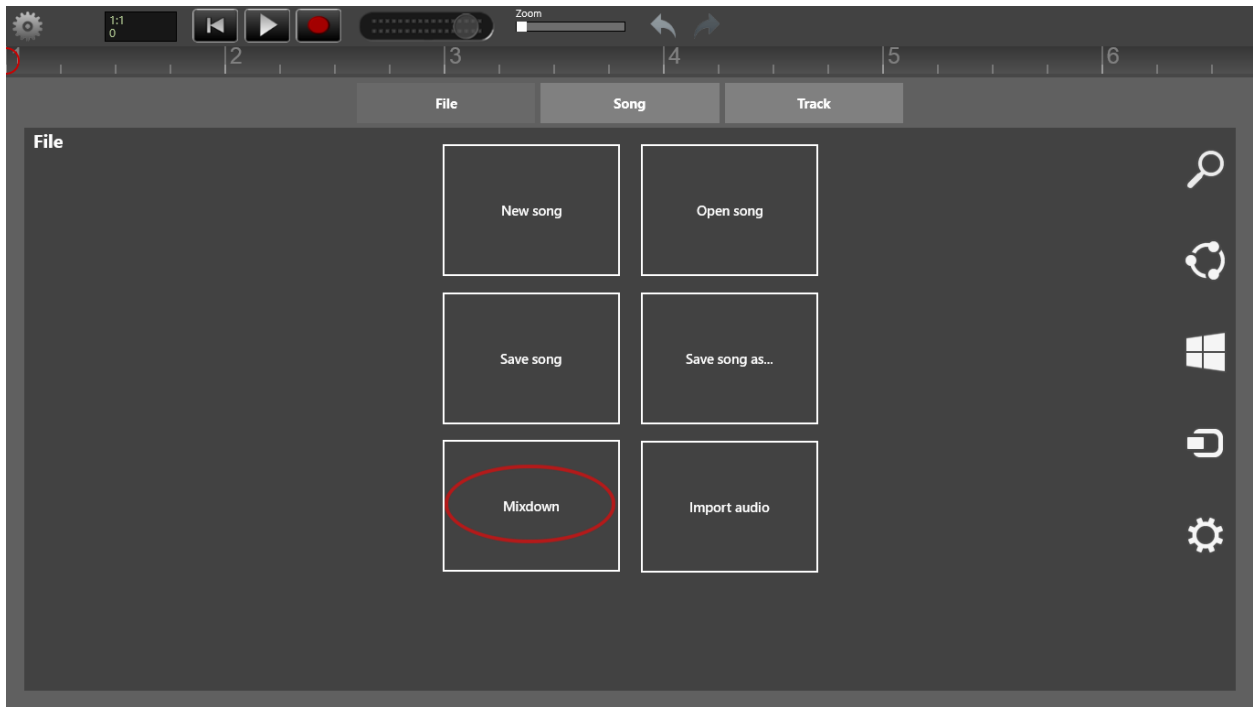 1:1
0
Zoom
2
3
4
5
6
File
Song
Track
File
New song
Open song
Save song
Save song as...
Mixdown
Import audio